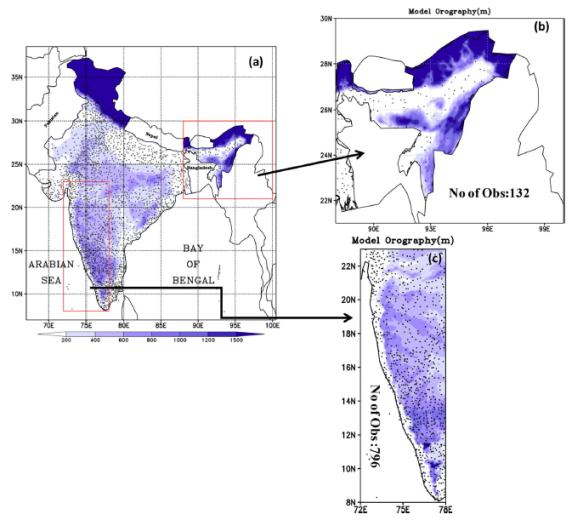 Model Orography(m)
(a)
35N
30N
25N
20N
15N
10N
Pakistan
Nepal
Bangladesh
ARABIAN
SEA
BAY
OF
BENGAL
70E 75E 80E 85E 90E 95E 100E
200 400 600 800 1000 1200 1500
(b)
30N
28N
26N
24N
22N
No of Obs:132
90E 93E 96E 99E
Model Orography(m)
(c)
22N
20N
18N
16N
14N
12N
10N
8N
No of Obs:796
72E 75E 78E